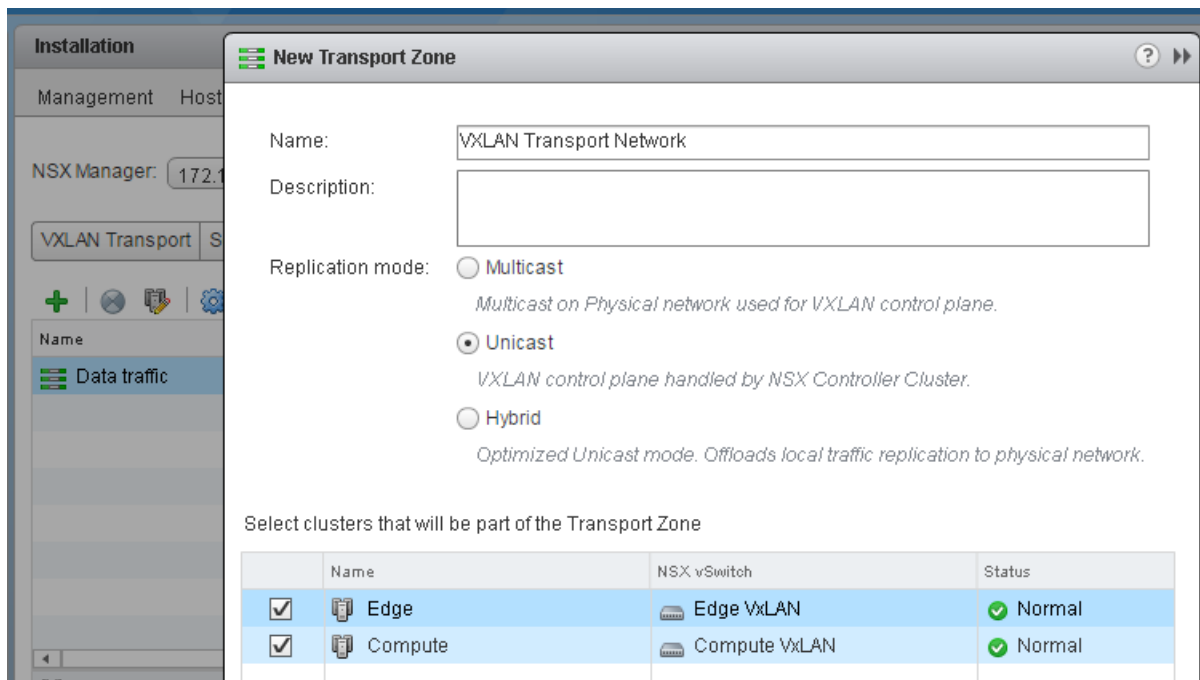 Installation
New Transport Zone
Management Host
Name: VXLAN Transport Network
NSX Manager: 172.1
Description:
VXLAN Transport S
Replication mode: Multicast
Multicast on Physical network used for VXLAN control plane.
Name
Unicast
Data traffic
VXLAN control plane handled by NSX Controller Cluster.
Hybrid
Optimized Unicast mode. Offloads local traffic replication to physical network.
Select clusters that will be part of the Transport Zone
Name NSX vSwitch Status
Edge Edge VxLAN Normal
Compute Compute VxLAN Normal